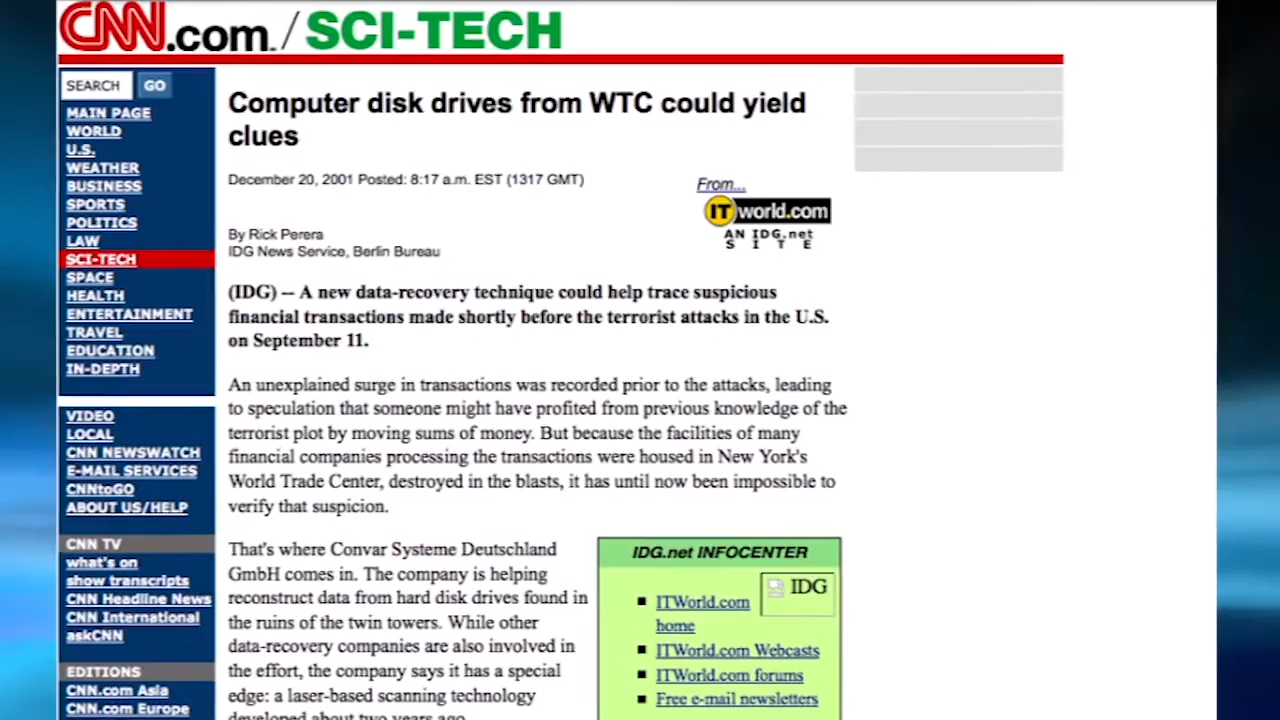 CNN.com / SCI-TECH
SEARCH GO
MAIN PAGE
WORLD
U.S.
WEATHER
BUSINESS
SPORTS
POLITICS
LAW
SCI-TECH
SPACE
HEALTH
ENTERTAINMENT
TRAVEL
EDUCATION
IN-DEPTH
VIDEO
LOCAL
CNN NEWSWATCH
E-MAIL SERVICES
CNNtoGO
ABOUT US/HELP
CNN TV
what's on
show transcripts
CNN Headline News
CNN International
askCNN
EDITIONS
CNN.com Asia
CNN.com Europe
Computer disk drives from WTC could yield
clues
December 20, 2001 Posted: 8:17 a.m. EST (1317 GMT)
From...
ITworld.com
AN IDG.net
SITE
By Rick Perera
IDG News Service, Berlin Bureau
(IDG) -- A new data-recovery technique could help trace suspicious
financial transactions made shortly before the terrorist attacks in the U.S.
on September 11.
An unexplained surge in transactions was recorded prior to the attacks, leading
to speculation that someone might have profited from previous knowledge of the
terrorist plot by moving sums of money. But because the facilities of many
financial companies processing the transactions were housed in New York's
World Trade Center, destroyed in the blasts, it has until now been impossible to
verify that suspicion.
That's where Convar Systeme Deutschland
GmbH comes in. The company is helping
reconstruct data from hard disk drives found in
the ruins of the twin towers. While other
data-recovery companies are also involved in
the effort, the company says it has a special
edge: a laser-based scanning technology
developed about two years ago
IDG.net INFOCENTER
IDG
ITWorld.com
home
ITWorld.com Webcasts
ITWorld.com forums
Free e-mail newsletters